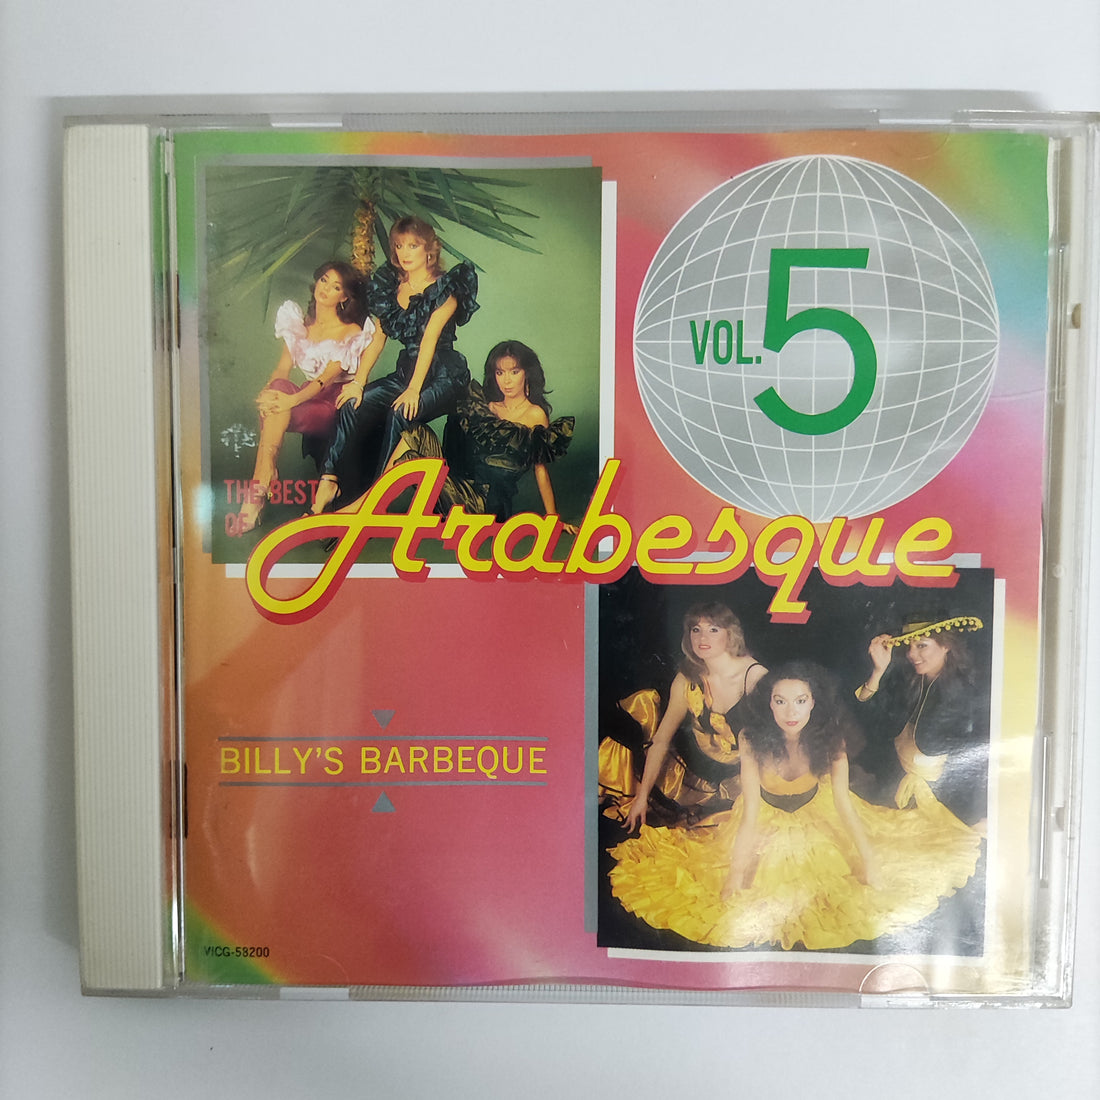 VOL. 5
THE BEST
OF
Arabesque
BILLY'S BARBEQUE
VICG-58200